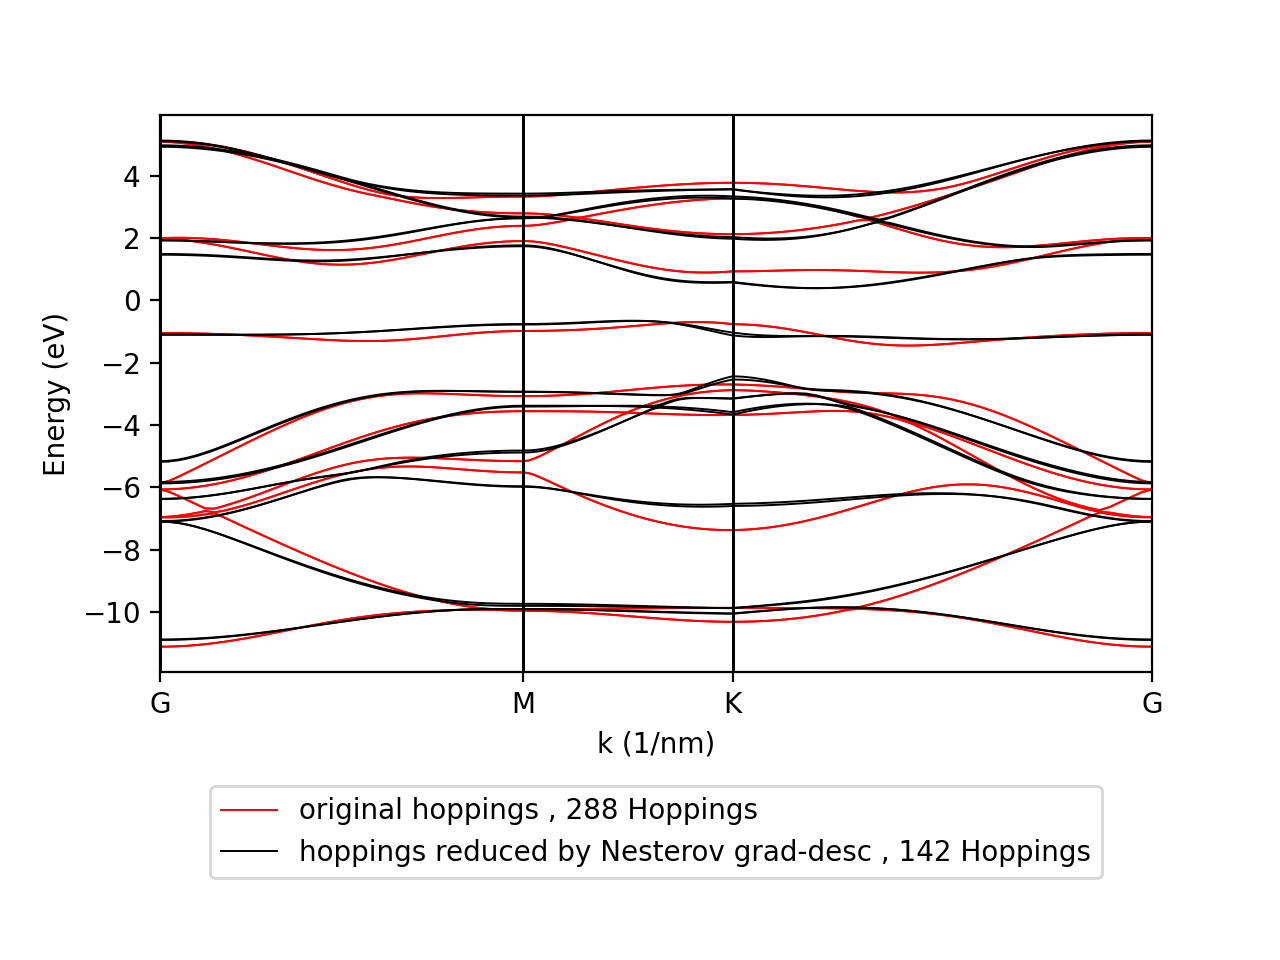 4
2
0
−2
−4
−6
−8
−10
Energy (eV)
G M K G
k (1/nm)
original hoppings , 288 Hoppings
hoppings reduced by Nesterov grad-desc , 142 Hoppings